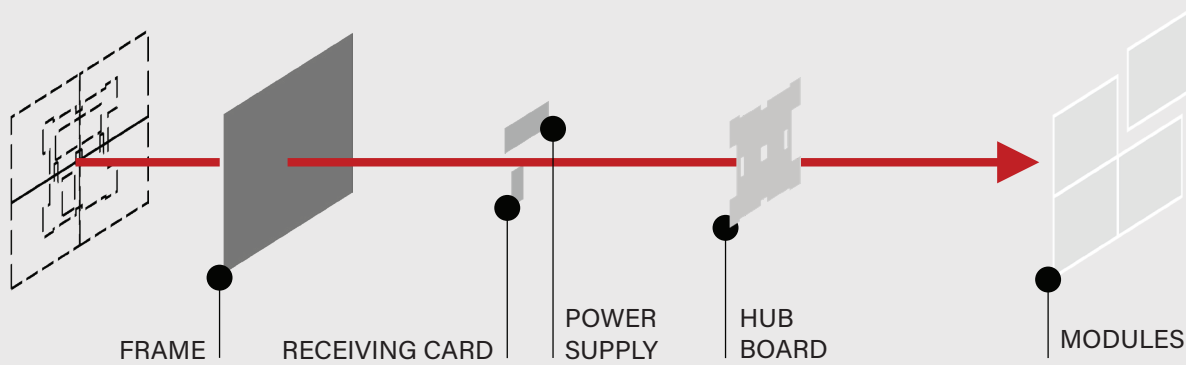 FRAME
RECEIVING CARD
POWER
SUPPLY
HUB
BOARD
MODULES